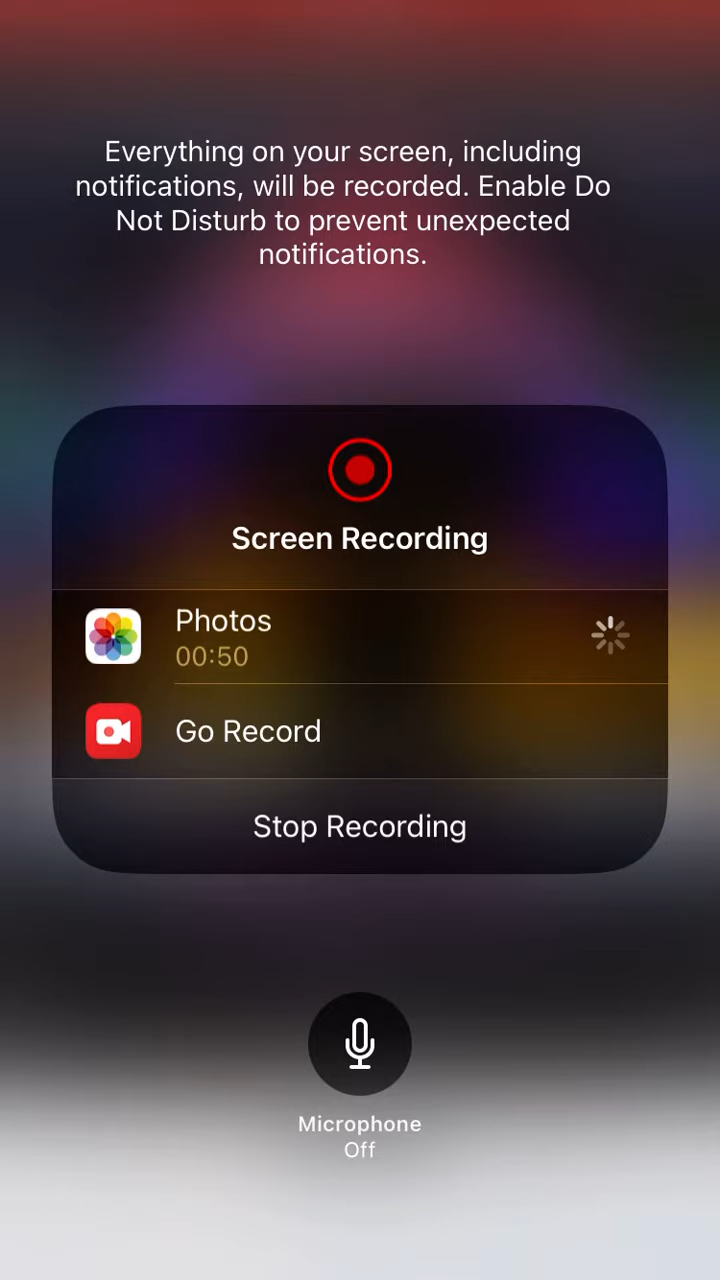 Everything on your screen, including
notifications, will be recorded. Enable Do
Not Disturb to prevent unexpected
notifications.
Screen Recording
Photos
00:50
Go Record
Stop Recording
Microphone
Off